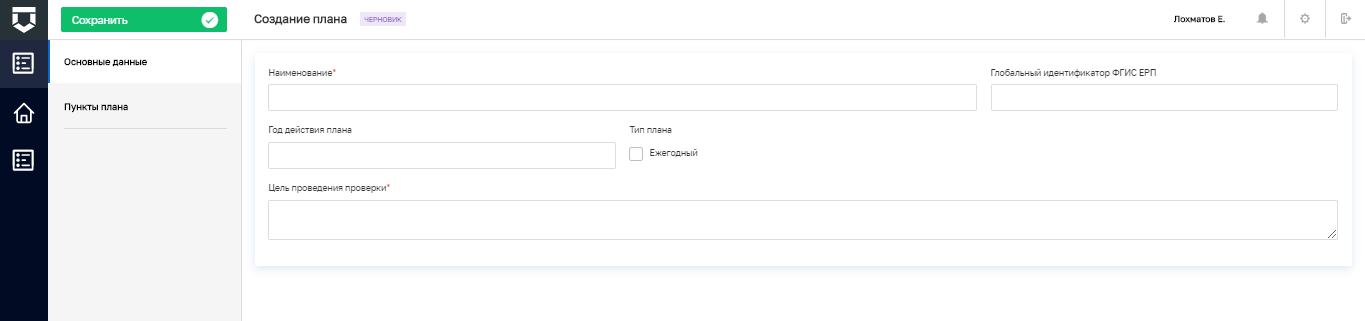 Сохранить
Создание плана ЧЕРНОВИК
Лохматов Е.
Основные данные
Пункты плана
Наименование*
Глобальный идентификатор ФГИС ЕРП
Год действия плана
Тип плана
Ежегодный
Цель проведения проверки*